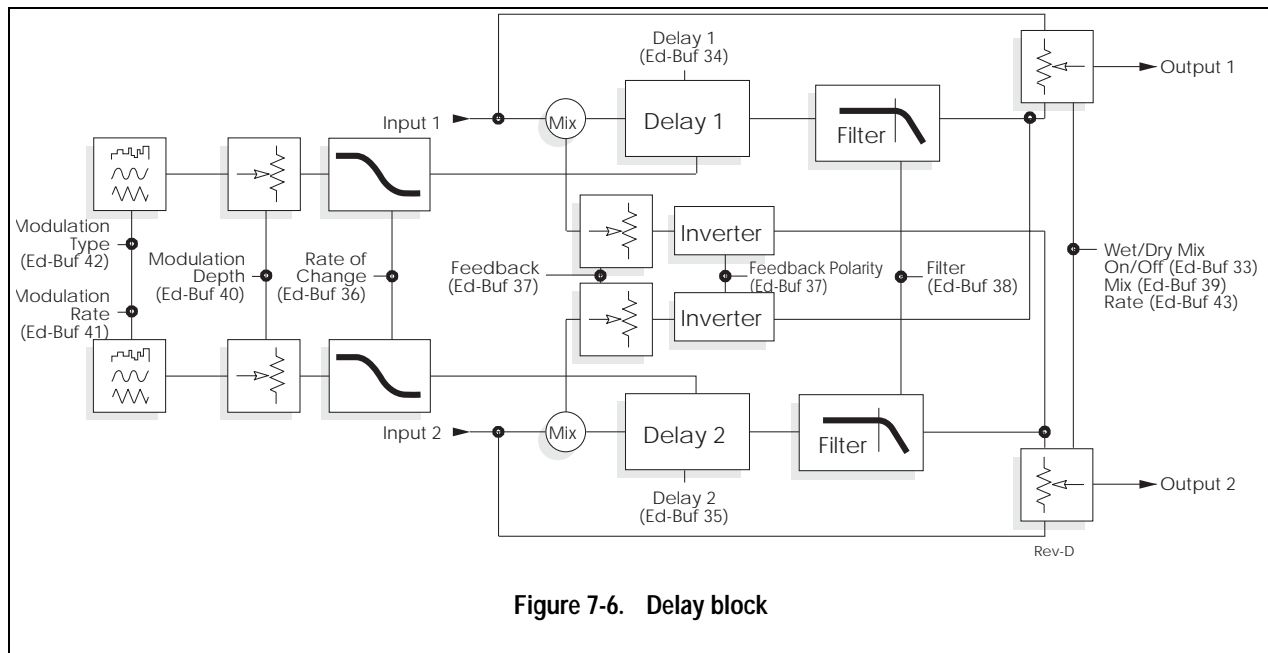 Delay 1
(Ed-Buf 34)
Output 1
Input 1
Mix
Delay 1
Filter
Modulation
Type
(Ed-Buf 42)
Modulation
Depth
(Ed-Buf 40)
Rate of
Change
(Ed-Buf 36)
Feedback
(Ed-Buf 37)
Inverter
Feedback Polarity
(Ed-Buf 37)
Filter
(Ed-Buf 38)
Wet/Dry Mix
On/Off (Ed-Buf 33)
Mix (Ed-Buf 39)
Rate (Ed-Buf 43)
Modulation
Rate
(Ed-Buf 41)
Inverter
Input 2
Mix
Delay 2
Filter
Delay 2
(Ed-Buf 35)
Output 2
Rev-D
Figure 7-6. Delay block